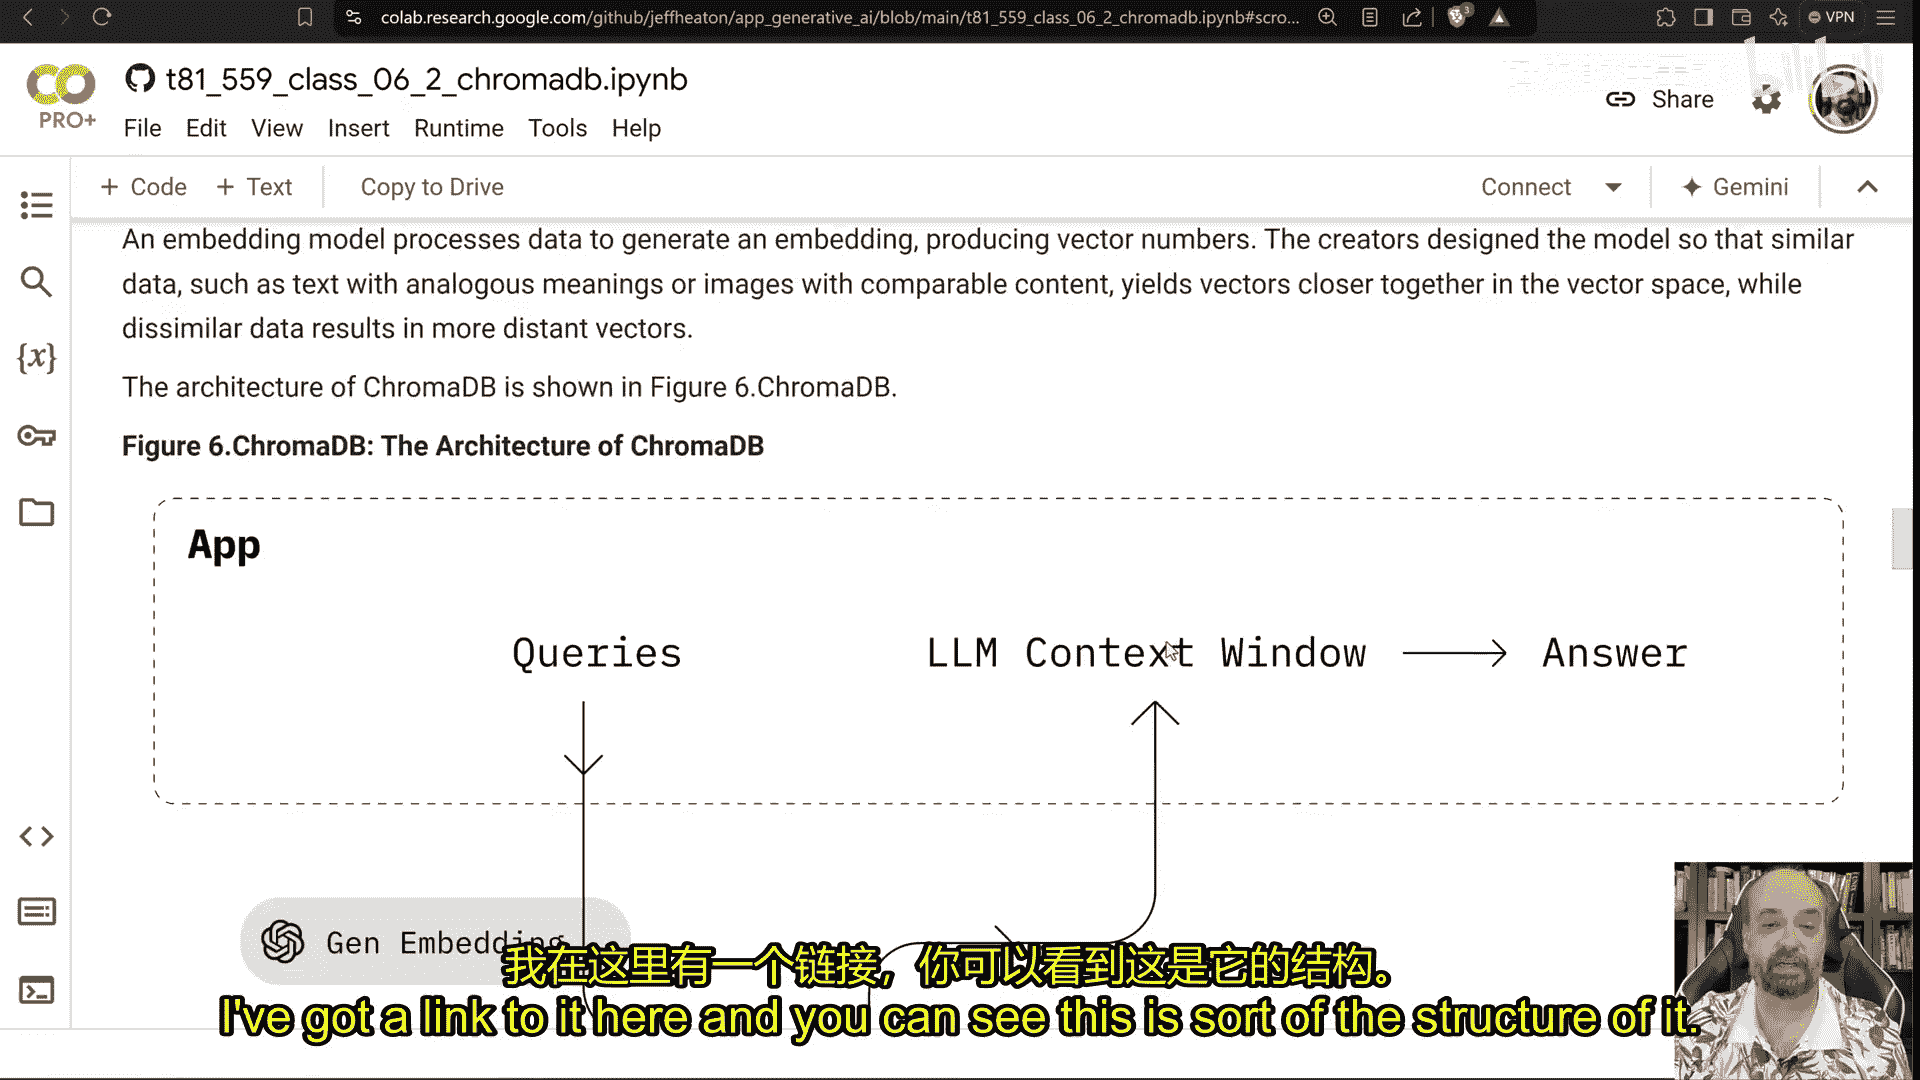 colab.research.google.com/github/jeffheaton/app_generative_ai/blob/main/t81_559_class_06_2_chromadb.ipynb#scro...
VPN
PRO+
t81_559_class_06_2_chromadb.ipynb
File Edit View Insert Runtime Tools Help
Share
+ Code + Text Copy to Drive
Connect
Gemini
An embedding model processes data to generate an embedding, producing vector numbers. The creators designed the model so that similar
data, such as text with analogous meanings or images with comparable content, yields vectors closer together in the vector space, while
dissimilar data results in more distant vectors.
The architecture of ChromaDB is shown in Figure 6.ChromaDB.
Figure 6.ChromaDB: The Architecture of ChromaDB
App
Queries
LLM Context Window
Answer
Gen Embedding
我在这里有一个链接，你可以看到这是它的结构。
I've got a link to it here and you can see this is sort of the structure of it.